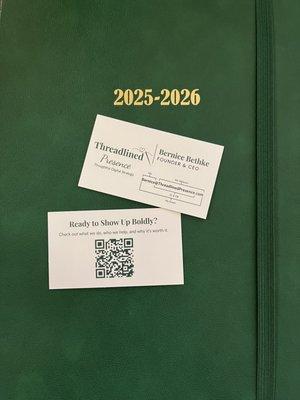 2025-2026
Threadlined
Presence
Thoughtful Digital Strategy
Bernice Bethke
FOUNDER & CEO
Bernice@ThreadlinedPresence.com
Ready to Show Up Boldly?
Check out what we do, who we help, and why it's worth it.